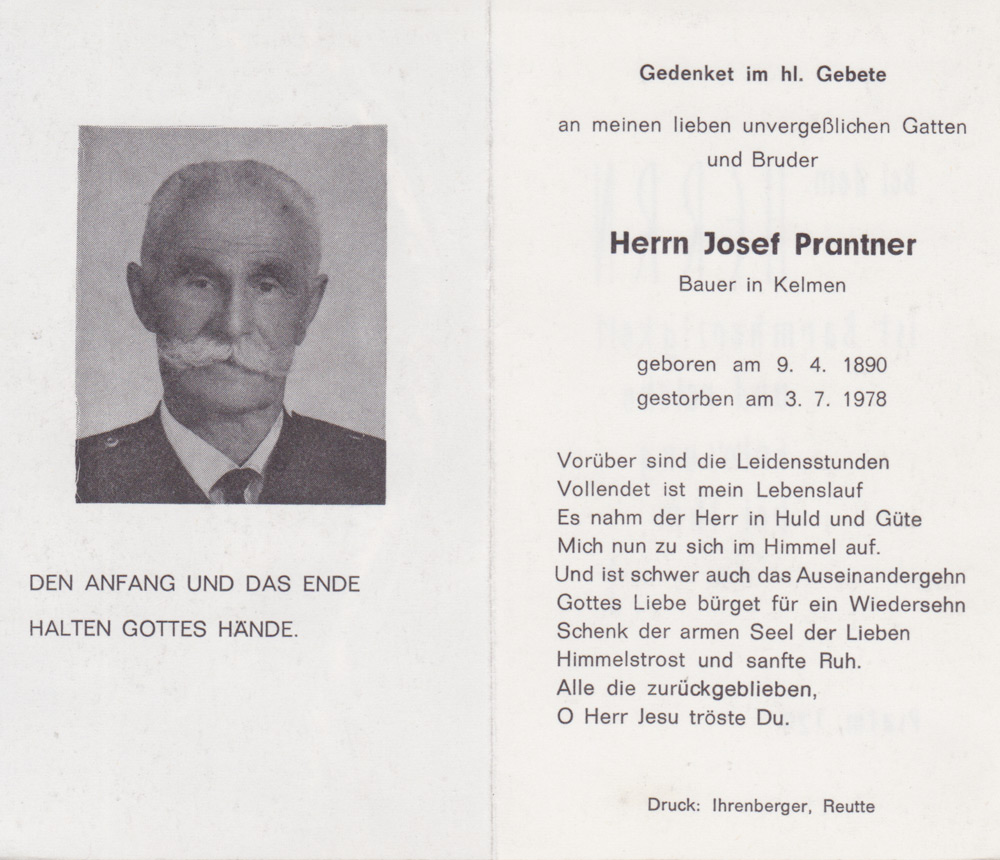 DEN ANFANG UND DAS ENDE
HALTEN GOTTES HÄNDE.
Gedenket im hl. Gebete
an meinen lieben unvergeßlichen Gatten
und Bruder
Herrn Josef Prantner
Bauer in Kelmen
geboren am 9. 4. 1890
gestorben am 3. 7. 1978
Vorüber sind die Leidensstunden
Vollendet ist mein Lebenslauf
Es nahm der Herr in Huld und Güte
Mich nun zu sich im Himmel auf.
Und ist schwer auch das Auseinandergehn
Gottes Liebe bürget für ein Wiedersehn
Schenk der armen Seel der Lieben
Himmelstrost und sanfte Ruh.
Alle die zurückgeblieben,
O Herr Jesu tröste Du.
Druck: Ihrenberger, Reutte